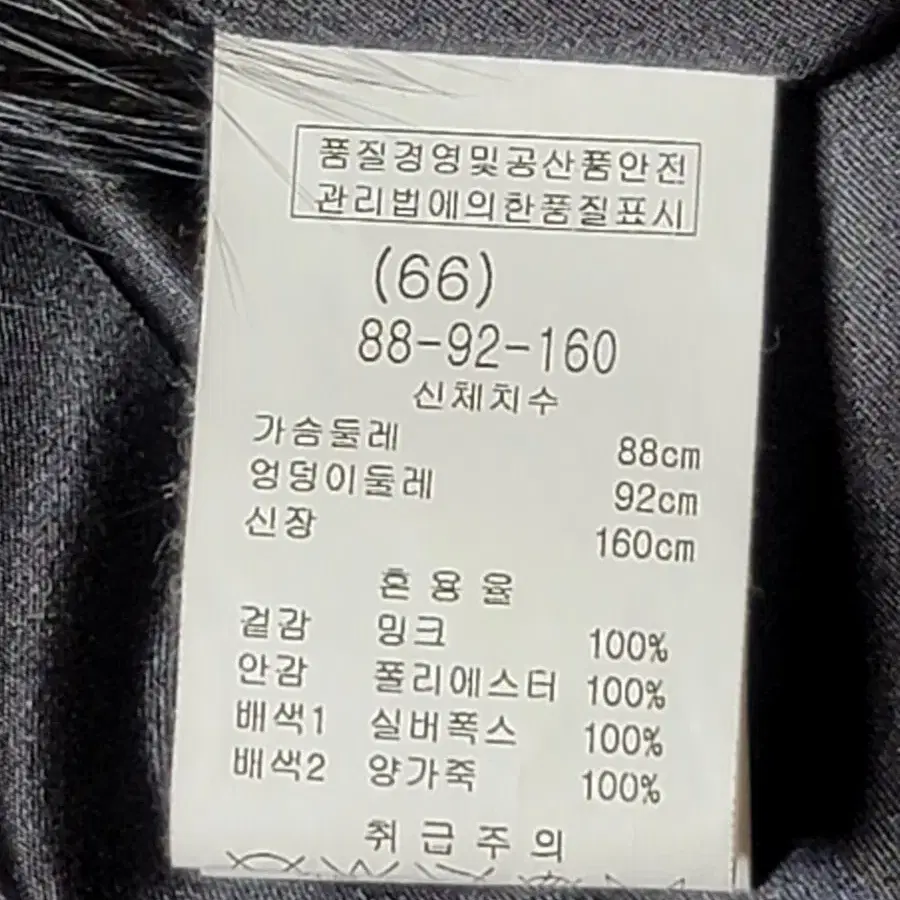 품질경영및공산품안전
관리법에의한품질표시
(66)
88-92-160
신체치수
가슴둘레 88cm
엉덩이둘레 92cm
신장 160cm
혼 용 율
겉감 밍크 100%
안감 폴리에스터 100%
배색1 실버폭스 100%
배색2 양가죽 100%
취 급 주 의